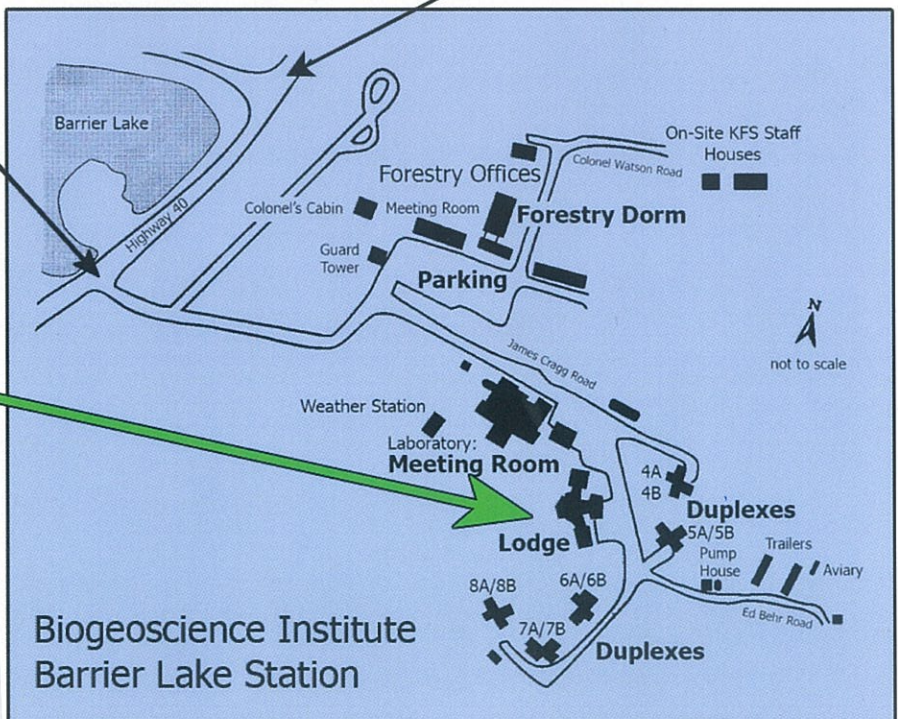 Barrier Lake
Highway 40
On-Site KFS Staff
Houses
Colonel Watson Road
Forestry Offices
Colonel's Cabin
Meeting Room
Forestry Dorm
Guard
Tower
Parking
N
not to scale
James Cragg Road
Weather Station
Laboratory:
Meeting Room
4A
4B
Duplexes
5A/5B
Lodge
Pump
House
Trailers
Aviary
8A/8B
6A/6B
7A/7B
Ed Behr Road
Duplexes
Biogeoscience Institute
Barrier Lake Station